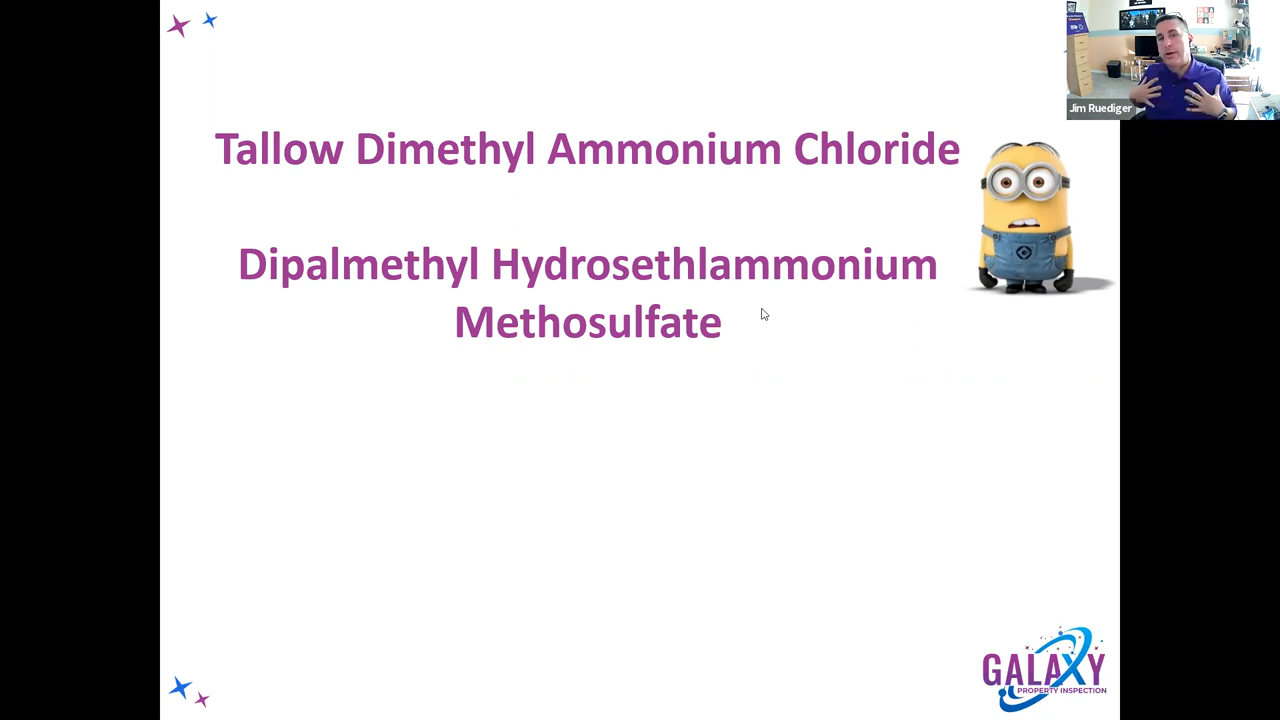 Jim Ruediger
Tallow Dimethyl Ammonium Chloride
Dipalmethyl Hydrosethlammonium
Methosulfate
GALAXY
PROPERTY INSPECTION